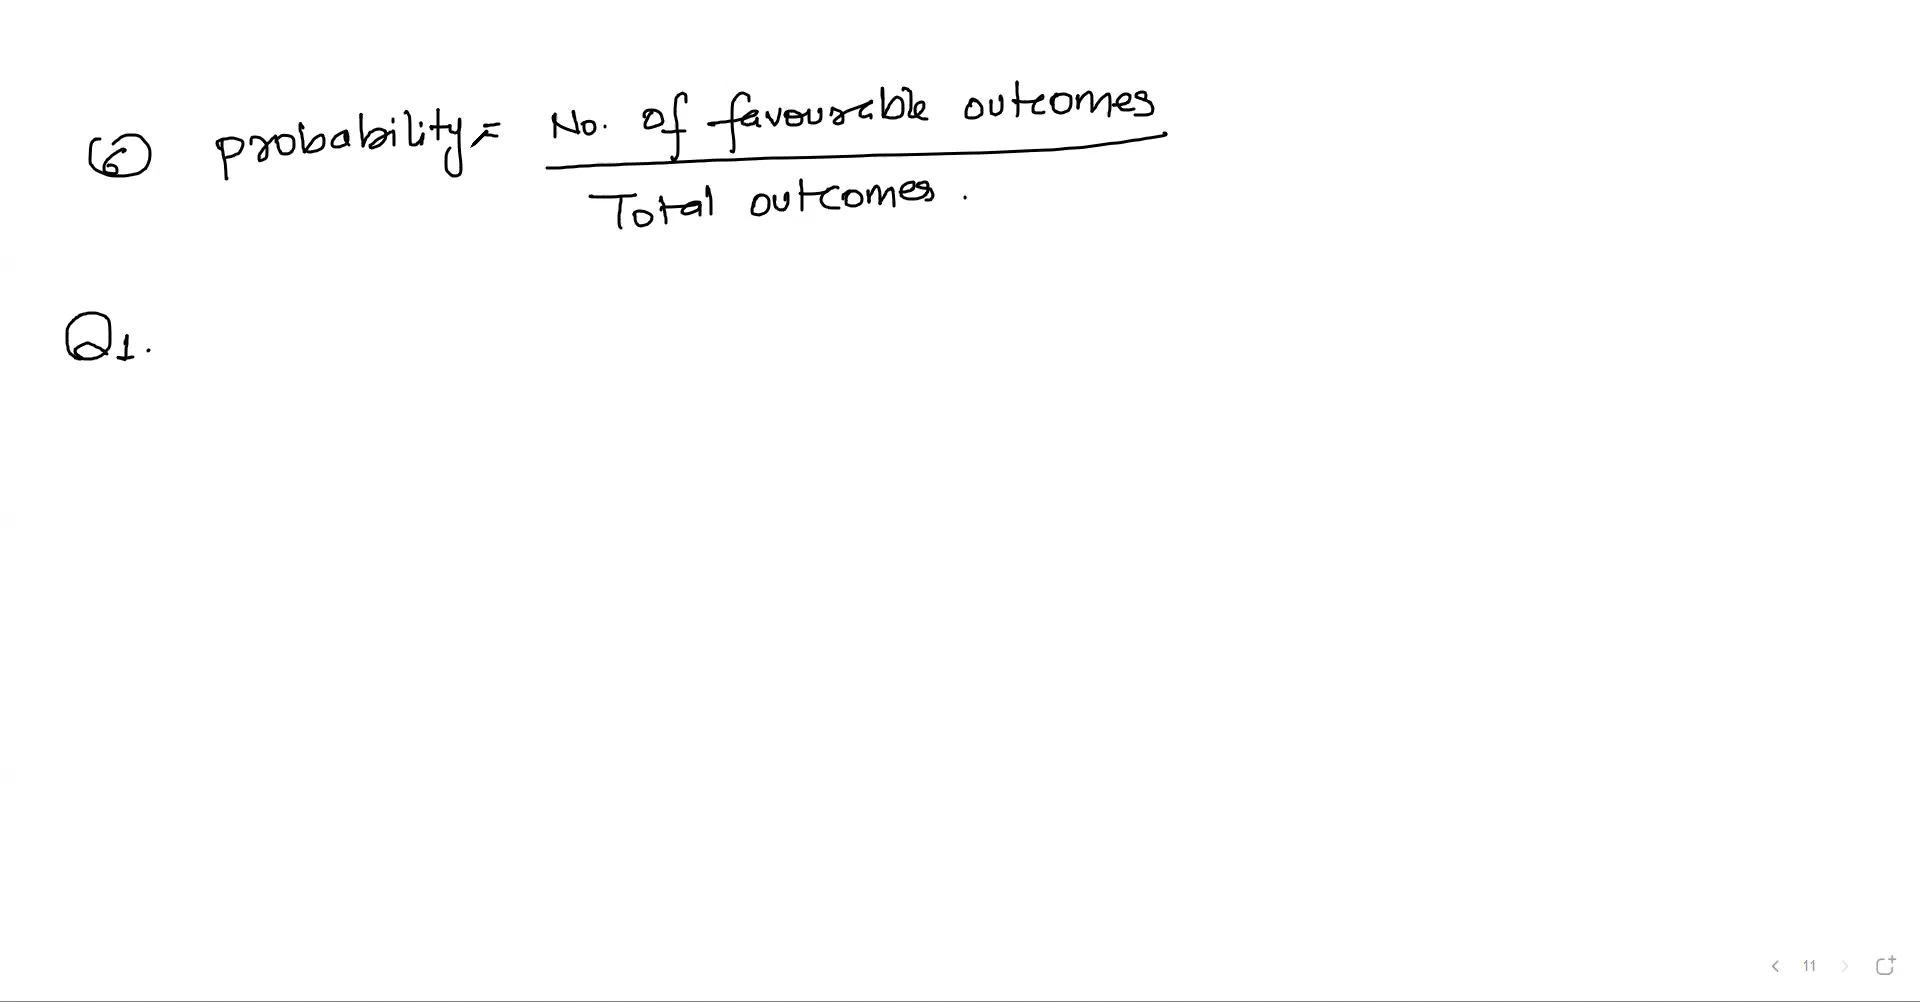 6 probability = No. of favourable outcomes
Total outcomes.
Q1.
< 11 >